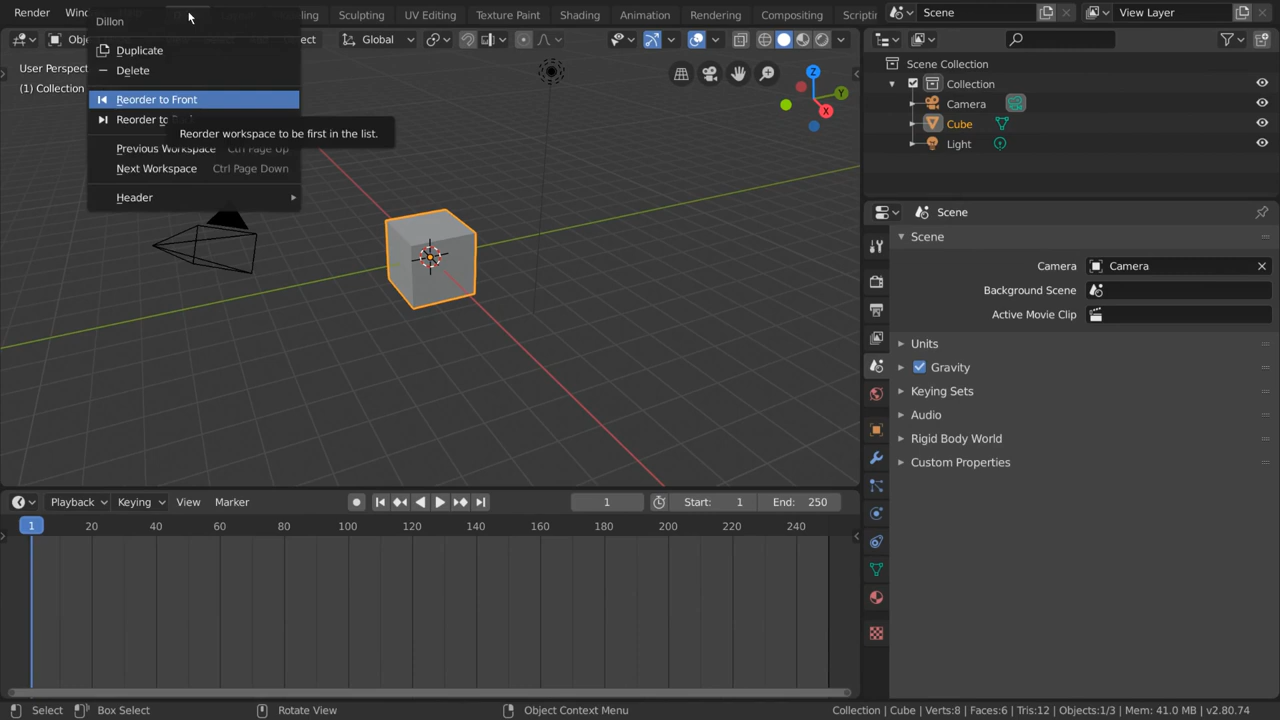 Render
Dillon
Sculpting
UV Editing
Texture Paint
Shading
Animation
Rendering
Compositing
Scene
View Layer
Duplicate
Delete
Reorder to Front
Reorder to
Reorder workspace to be first in the list.
Previous Workspace Ctrl Page Up
Next Workspace Ctrl Page Down
Header
Global
User Perspect
(1) Collection
Z
Y
X
Scene Collection
Collection
Camera
Cube
Light
Scene
Scene
Camera Camera
Background Scene
Active Movie Clip
Units
Gravity
Keying Sets
Audio
Rigid Body World
Custom Properties
Playback Keying View Marker 1 Start: 1 End: 250
1 20 40 60 80 100 120 140 160 180 200 220 240
Select Box Select Rotate View Object Context Menu Collection | Cube | Verts:8 | Faces:6 | Tris:12 | Objects:1/3 | Mem: 41.0 MB | v2.80.74